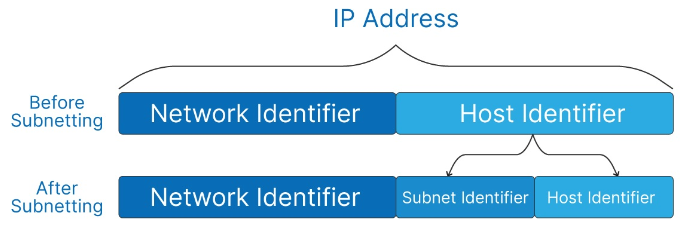 IP Address
Before
Subnetting
Network Identifier
Host Identifier
After
Subnetting
Network Identifier
Subnet Identifier
Host Identifier